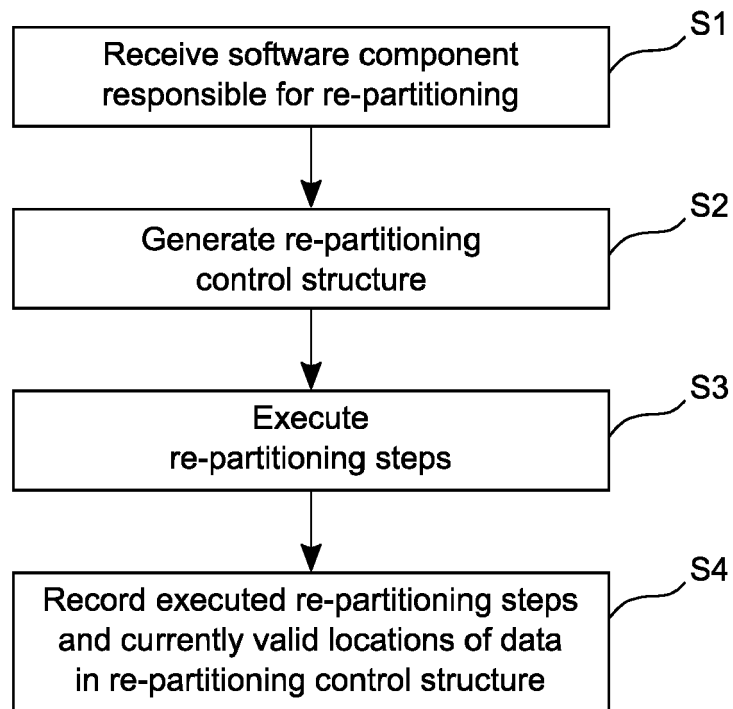 S1
Receive software component
responsible for re-partitioning
S2
Generate re-partitioning
control structure
S3
Execute
re-partitioning steps
S4
Record executed re-partitioning steps
and currently valid locations of data
in re-partitioning control structure